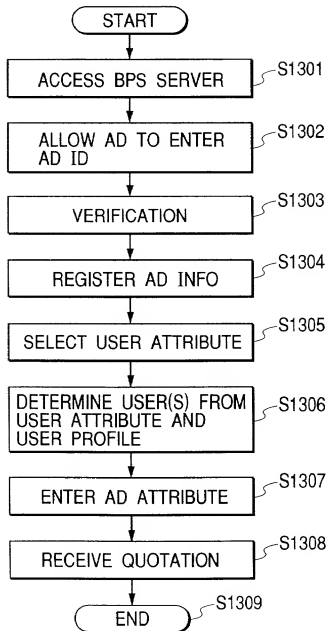 START
ACCESS BPS SERVER
S1301
ALLOW AD TO ENTER
AD ID
S1302
VERIFICATION
S1303
REGISTER AD INFO
S1304
SELECT USER ATTRIBUTE
S1305
DETERMINE USER(S) FROM
USER ATTRIBUTE AND
USER PROFILE
S1306
ENTER AD ATTRIBUTE
S1307
RECEIVE QUOTATION
S1308
END
S1309